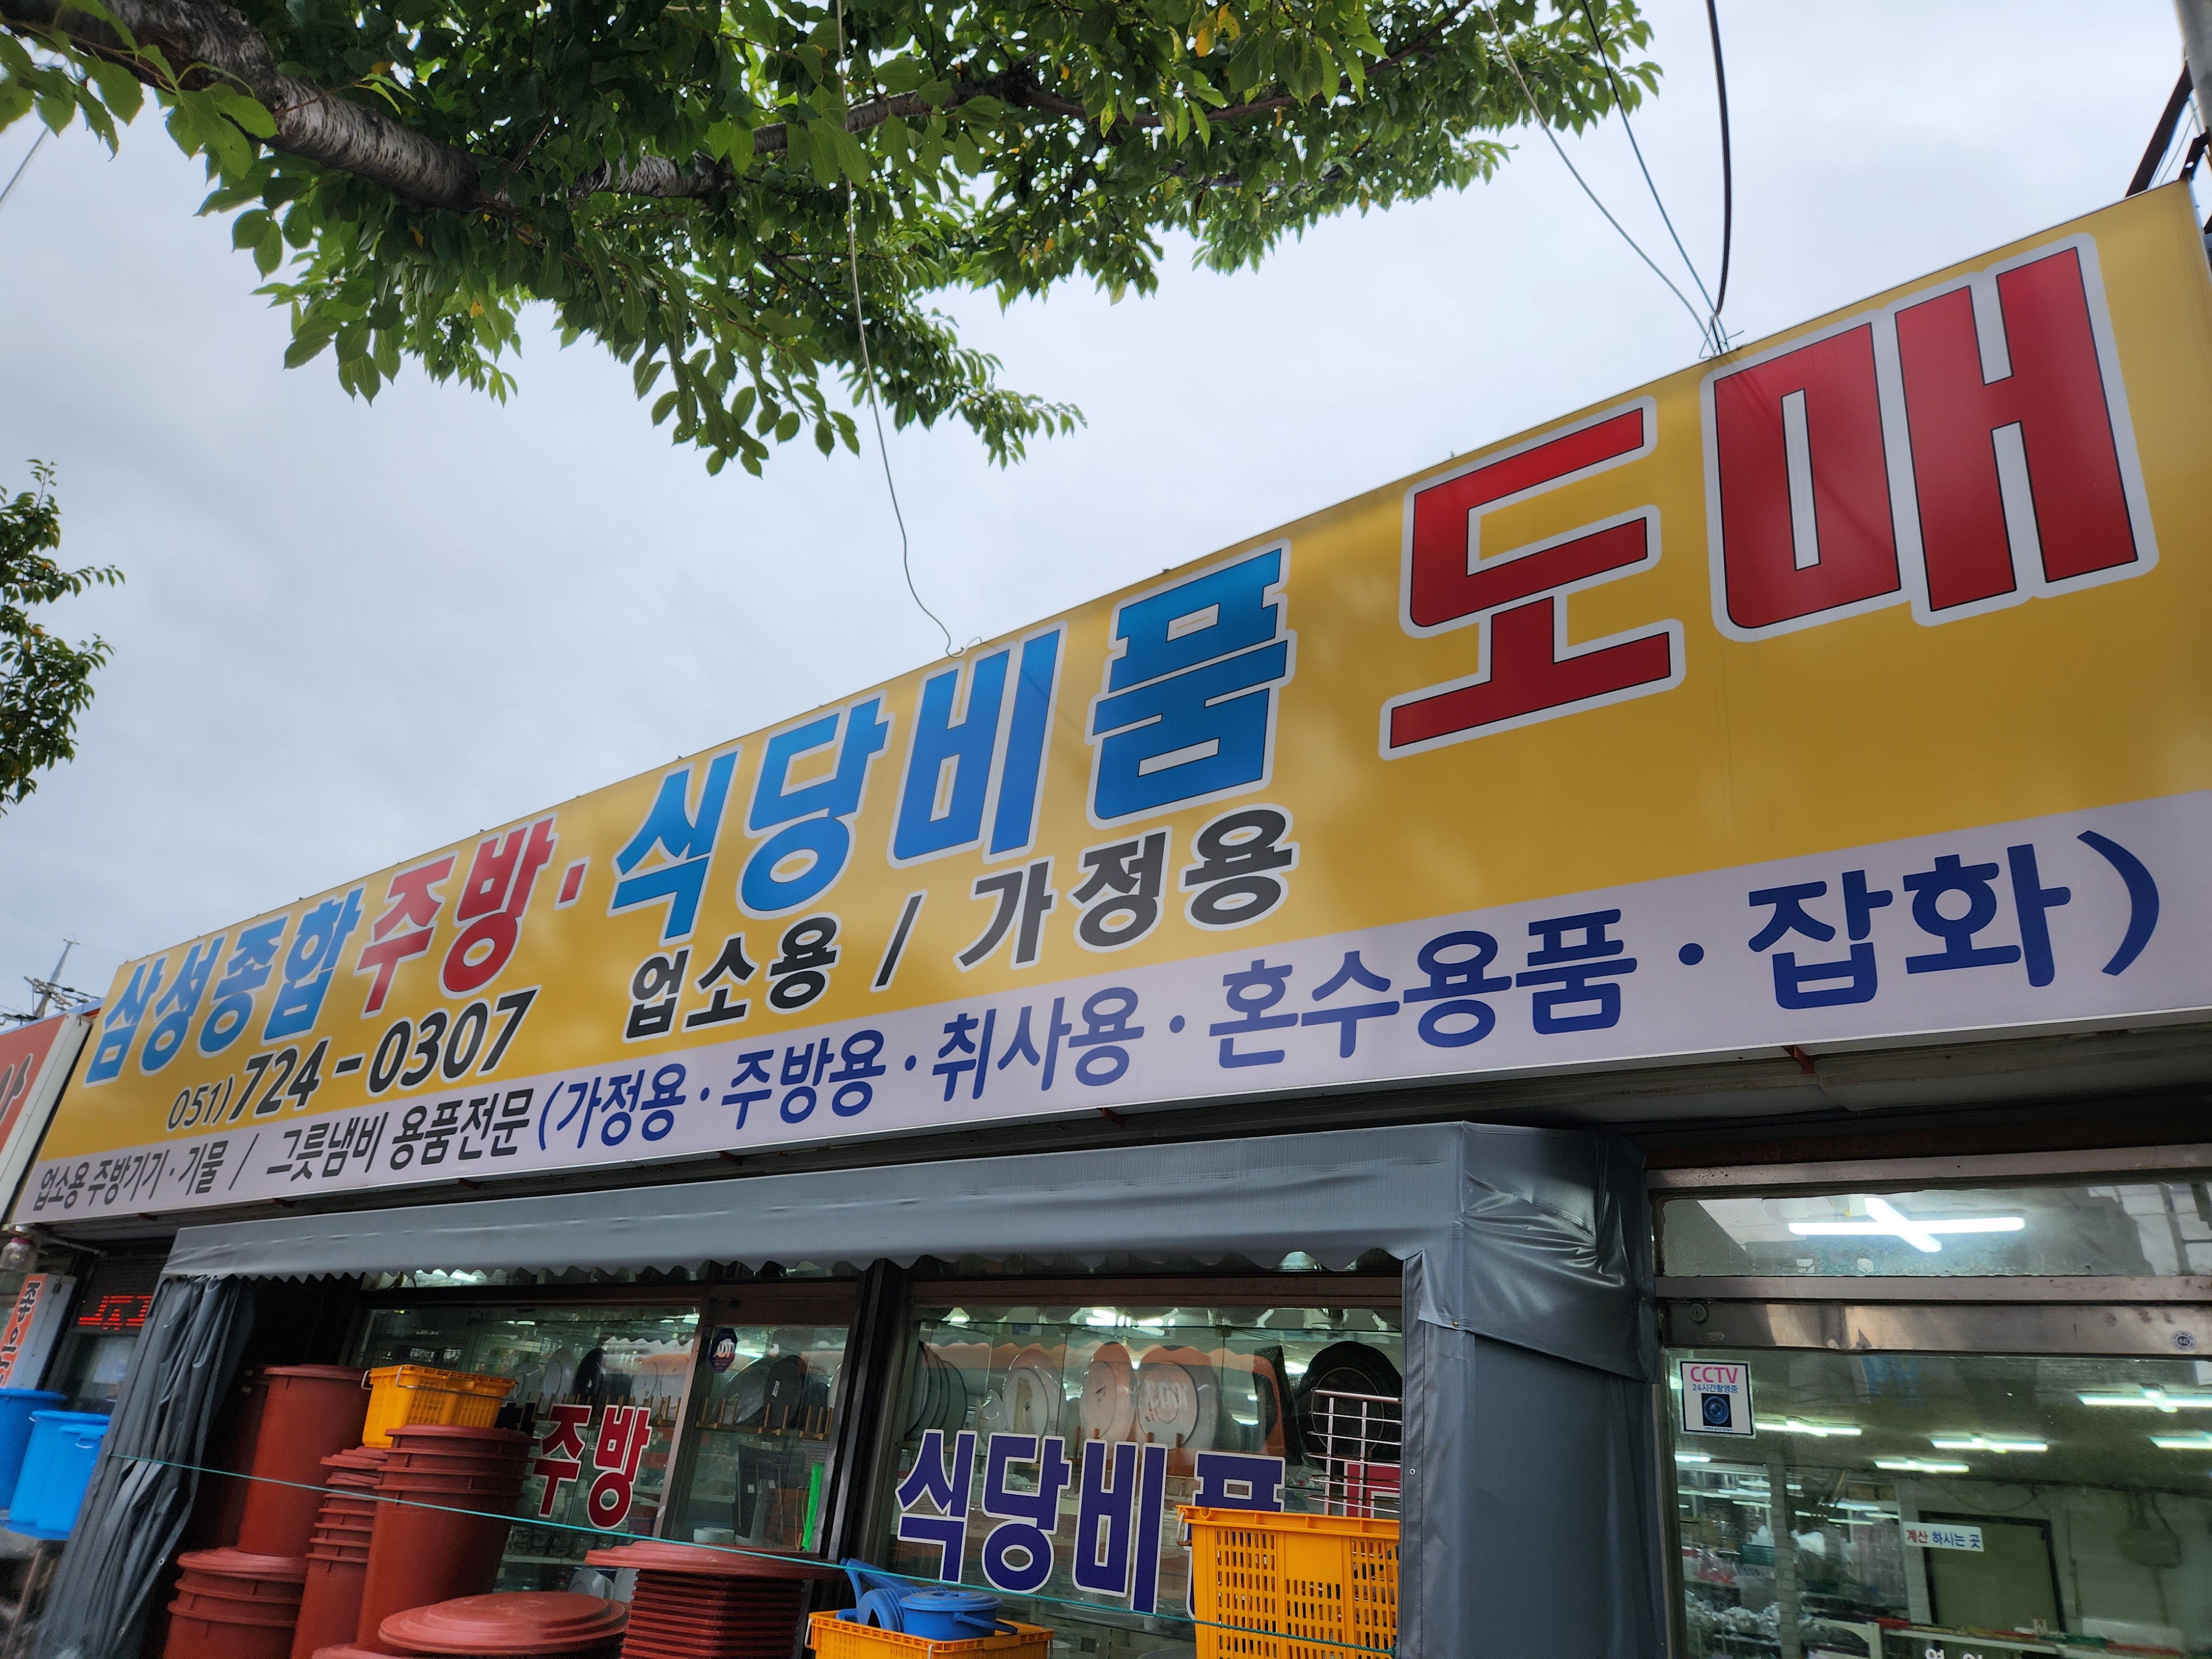 삼성종합주방·식당비품 도매
051) 724-0307 업소용 / 가정용
업소용 주방기기·기물 / 그릇냄비 용품전문(가정용·주방용·취사용·혼수용품·잡화)
주방
식당비품
CCTV
24시간촬영중
계산 하시는 곳
ADT